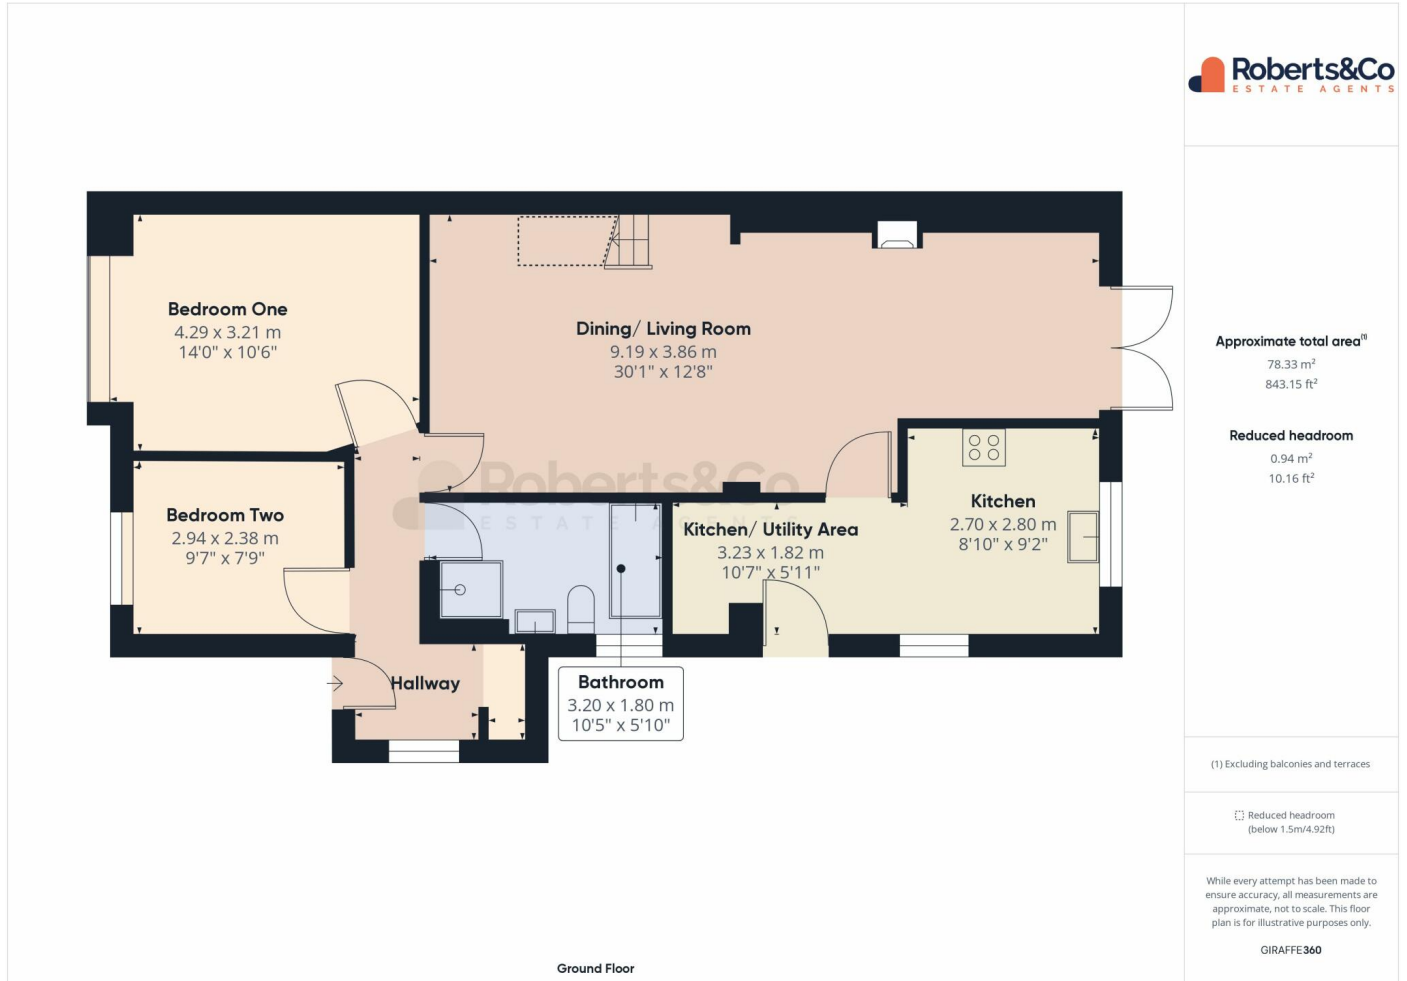 Roberts&Co
ESTATE AGENTS
Bedroom One
4.29 x 3.21 m
14'0" x 10'6"
Dining/ Living Room
9.19 x 3.86 m
30'1" x 12'8"
Bedroom Two
2.94 x 2.38 m
9'7" x 7'9"
Roberts&Co
ESTATE AGENTS
Kitchen/ Utility Area
3.23 x 1.82 m
10'7" x 5'11"
Kitchen
2.70 x 2.80 m
8'10" x 9'2"
Hallway
Bathroom
3.20 x 1.80 m
10'5" x 5'10"
Ground Floor
Approximate total area(1)
78.33 m²
843.15 ft²
Reduced headroom
0.94 m²
10.16 ft²
(1) Excluding balconies and terraces
Reduced headroom
(below 1.5m/4.92ft)
While every attempt has been made to
ensure accuracy, all measurements are
approximate, not to scale. This floor
plan is for illustrative purposes only.
GIRAFFE360